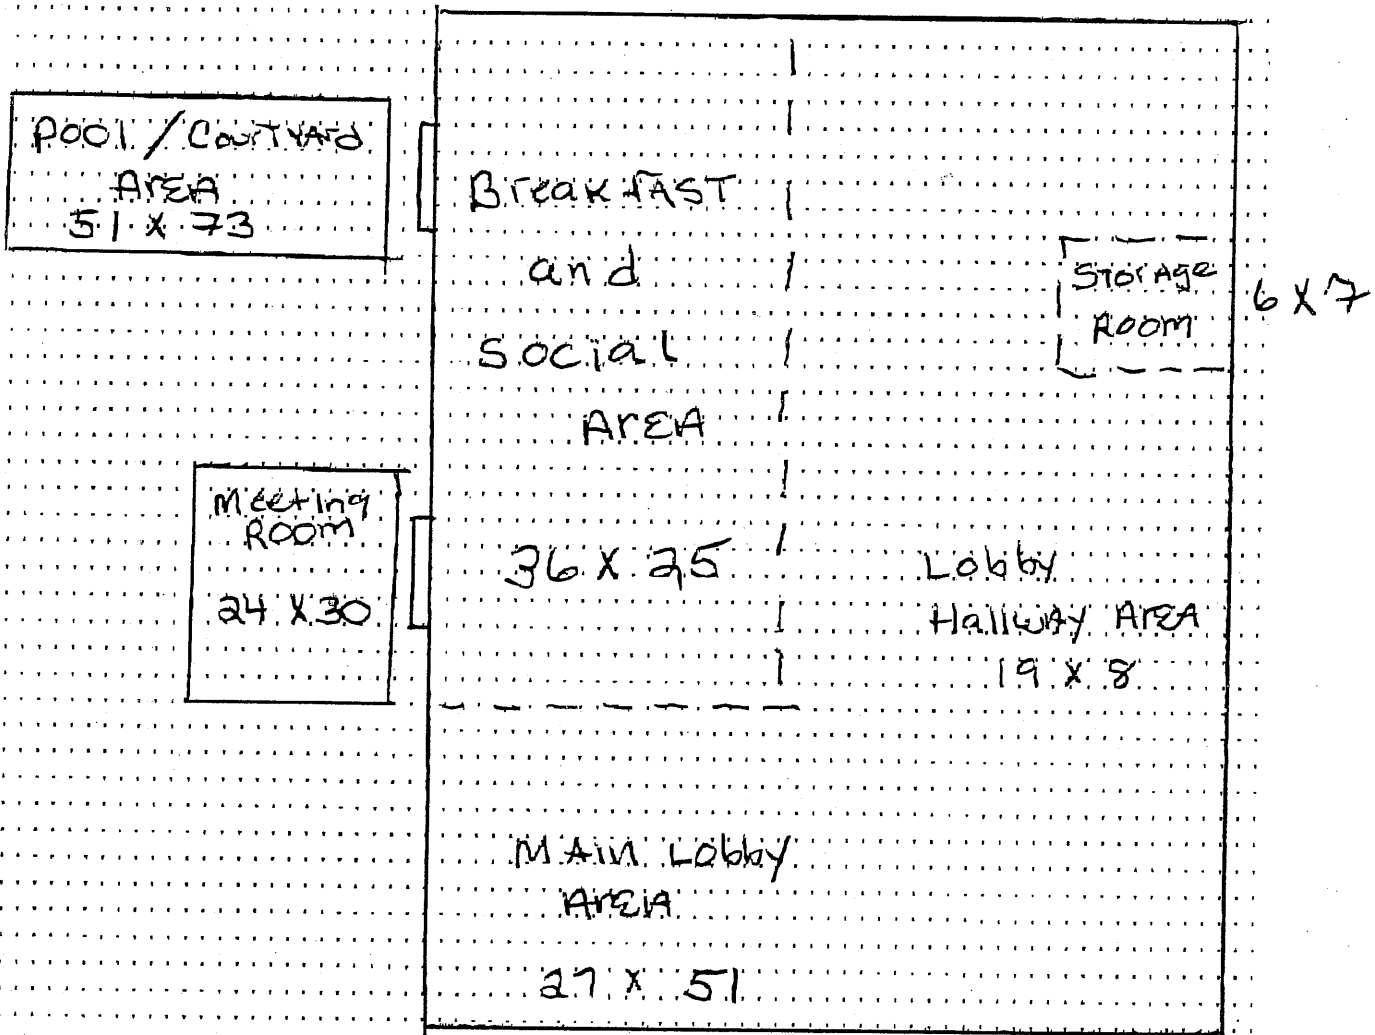 Pool / Courtyard
Area
51 x 73
Breakfast
and
Social
Area
36 x 25
Storage
Room
6 x 7
Meeting
Room
24 x 30
Lobby
Hallway Area
19 x 8
Main Lobby
Area
27 x 51